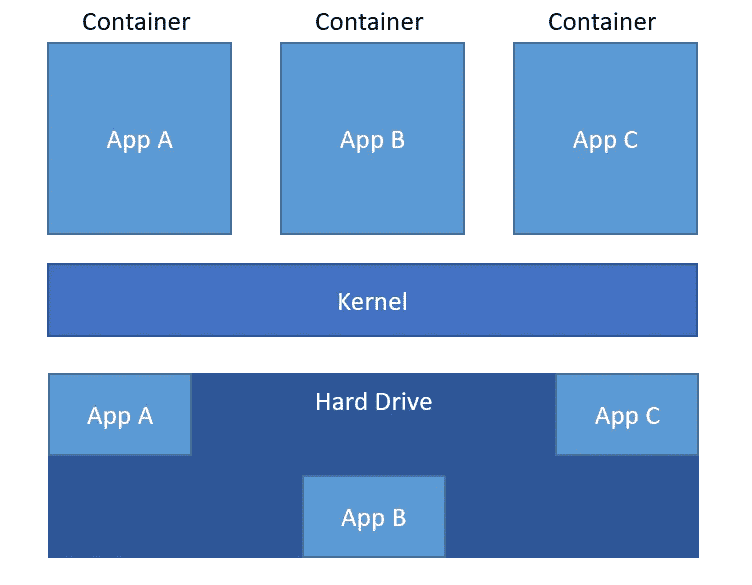 Container Container Container
App A App B App C
Kernel
Hard Drive
App A App C
App B